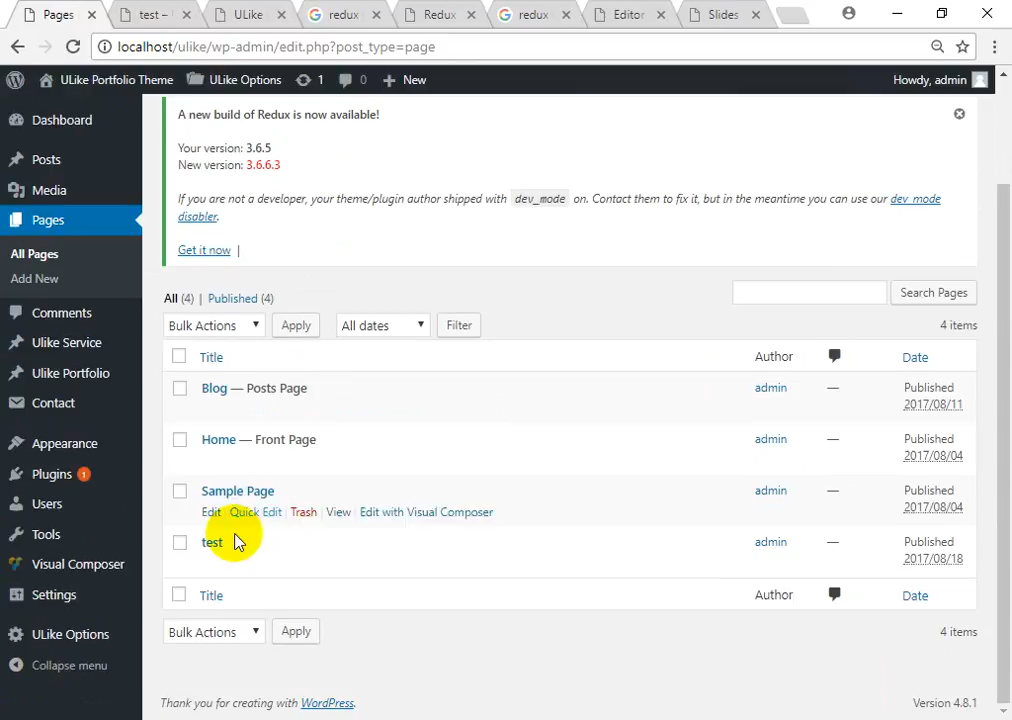 Pages
test –
ULike
redux
Redux
redux
Editor
Slides
localhost/ulike/wp-admin/edit.php?post_type=page
ULike Portfolio Theme
ULike Options
1
0
New
Howdy, admin
Dashboard
Posts
Media
Pages
All Pages
Add New
Comments
Ulike Service
Ulike Portfolio
Contact
Appearance
Plugins 1
Users
Tools
Visual Composer
Settings
ULike Options
Collapse menu
A new build of Redux is now available!
Your version: 3.6.5
New version: 3.6.6.3
If you are not a developer, your theme/plugin author shipped with dev_mode on. Contact them to fix it, but in the meantime you can use our dev_mode
disabler.
Get it now |
All (4) | Published (4)
Search Pages
Bulk Actions Apply All dates Filter 4 items
Title Author Date
Blog — Posts Page admin — Published
2017/08/11
Home — Front Page admin — Published
2017/08/04
Sample Page admin — Published
2017/08/04
Edit Quick Edit | Trash | View | Edit with Visual Composer
test admin — Published
2017/08/18
Title Author Date
Bulk Actions Apply 4 items
Thank you for creating with WordPress. Version 4.8.1